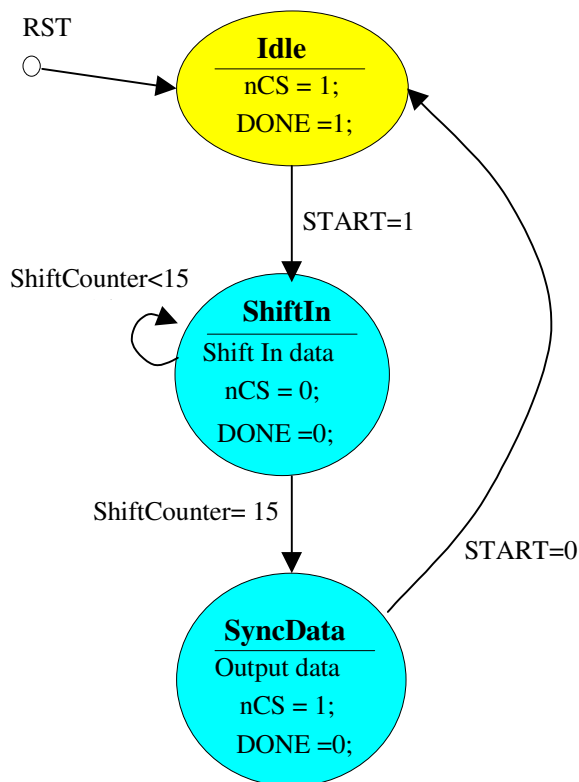 RST
Idle
nCS = 1;
DONE =1;
START=1
ShiftCounter<15
ShiftIn
Shift In data
nCS = 0;
DONE =0;
ShiftCounter= 15
START=0
SyncData
Output data
nCS = 1;
DONE =0;